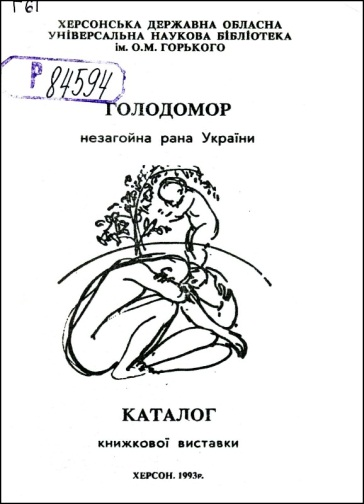 Г61
ХЕРСОНСЬКА ДЕРЖАВНА ОБЛАСНА
УНІВЕРСАЛЬНА НАУКОВА БІБЛІОТЕКА
ім. О.М. ГОРЬКОГО
Р 84594
ГОЛОДОМОР
незагойна рана України
КАТАЛОГ
книжкової виставки
ХЕРСОН. 1993р.